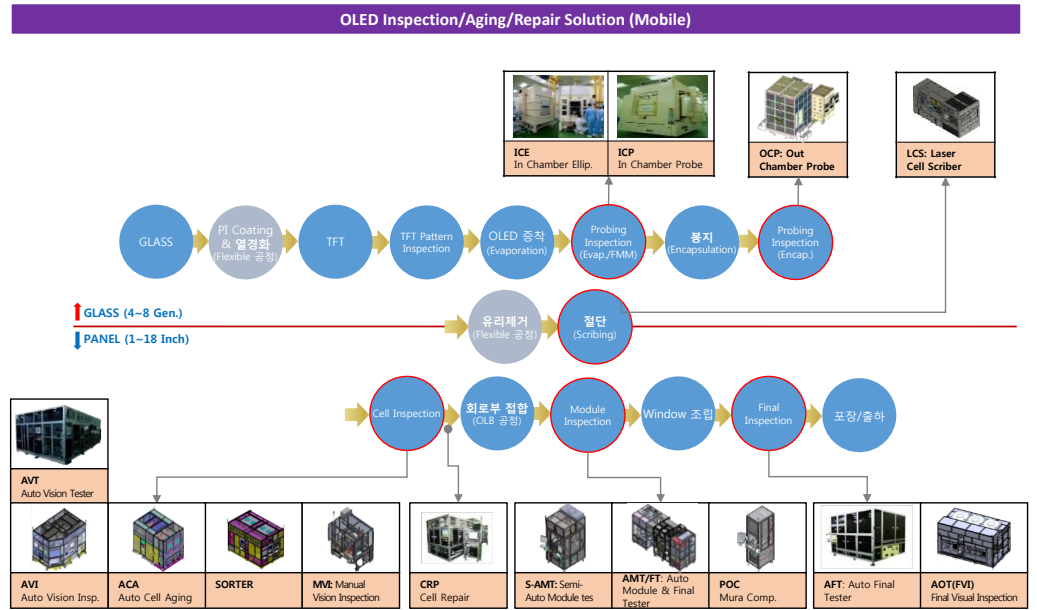 OLED Inspection/Aging/Repair Solution (Mobile)
ICE
In Chamber Ellip.
ICP
In Chamber Probe
OCP: Out
Chamber Probe
LCS: Laser
Cell Scriber
GLASS
PI Coating
& 열경화
(Flexible 공정)
TFT
TFT Pattern
Inspection
OLED 증착
(Evaporation)
Probing
Inspection
(Evap./FMM)
봉지
(Encapsulation)
Probing
Inspection
(Encap.)
GLASS (4~8 Gen.)
PANEL (1~18 Inch)
유리제거
(Flexible 공정)
절단
(Scribing)
Cell Inspection
회로부 접합
(OLB 공정)
Module
Inspection
Window 조립
Final
Inspection
포장/출하
AVT
Auto Vision Tester
AVI
Auto Vision Insp.
ACA
Auto Cell Aging
SORTER
MVI: Manual
Vision Inspection
CRP
Cell Repair
S-AMT: Semi-
Auto Module tes
AMT/FT: Auto
Module & Final
Tester
POC
Mura Comp.
AFT: Auto Final
Tester
AOT(FVI)
Final Visual Inspection